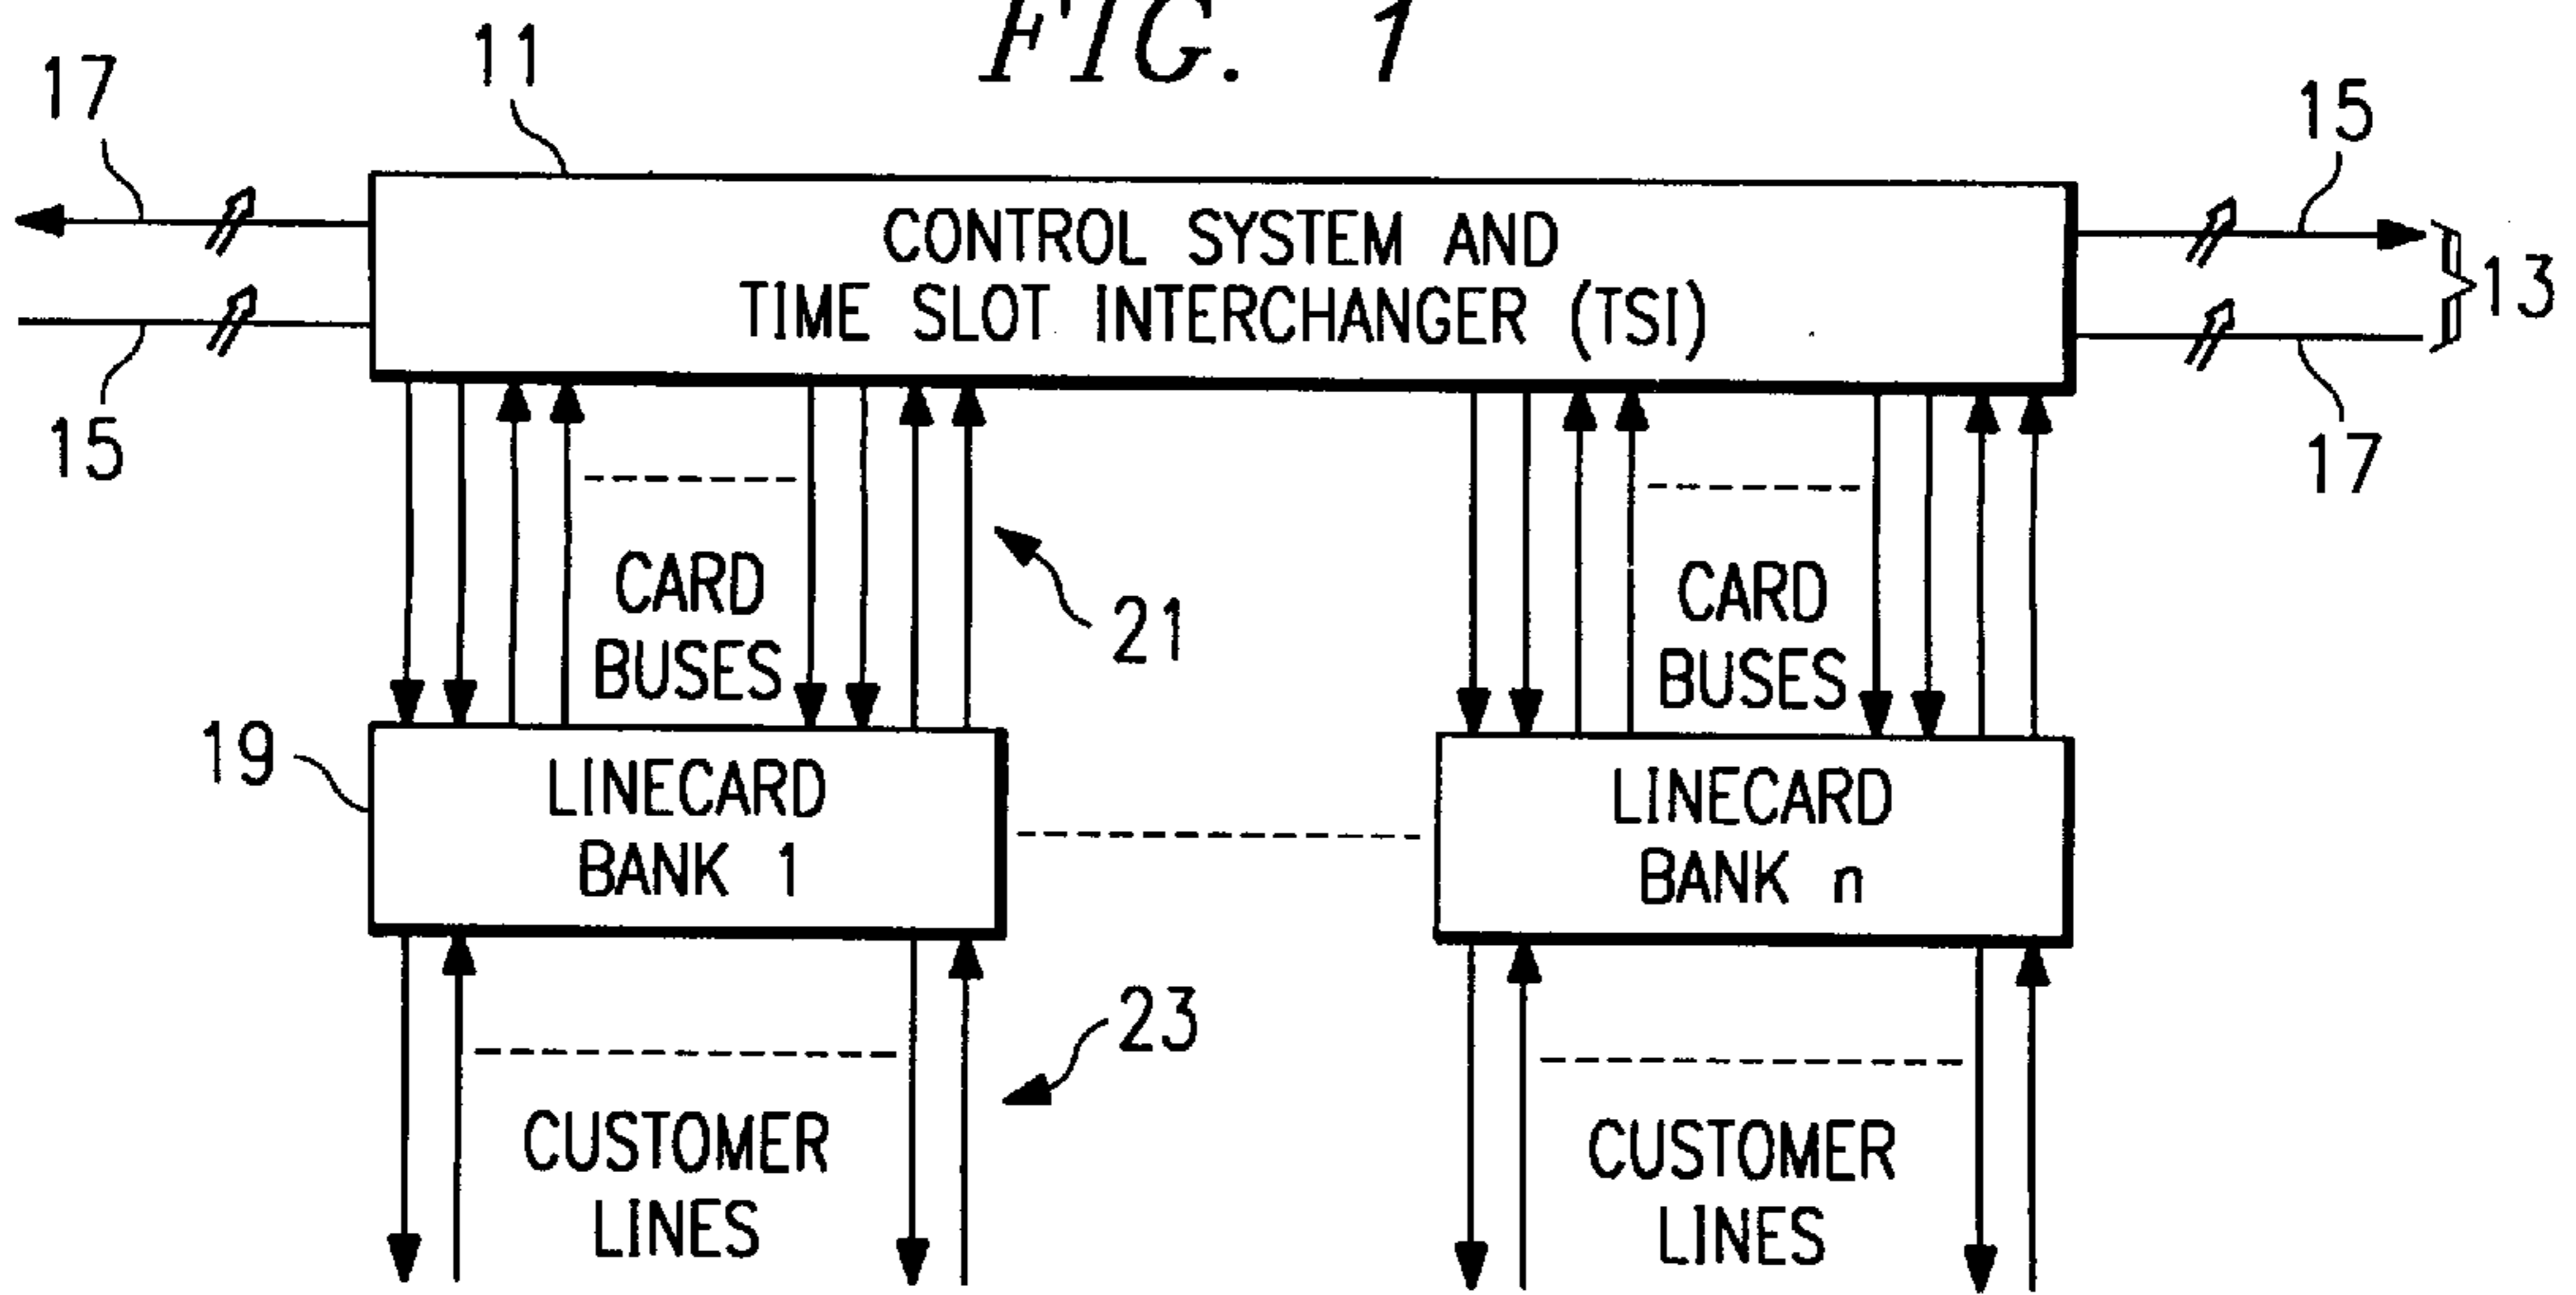 FIG. 1
11
17
15
CONTROL SYSTEM AND
TIME SLOT INTERCHANGER (TSI)
13
15
17
CARD
BUSES
21
CARD
BUSES
19
LINECARD
BANK 1
LINECARD
BANK n
23
CUSTOMER
LINES
CUSTOMER
LINES